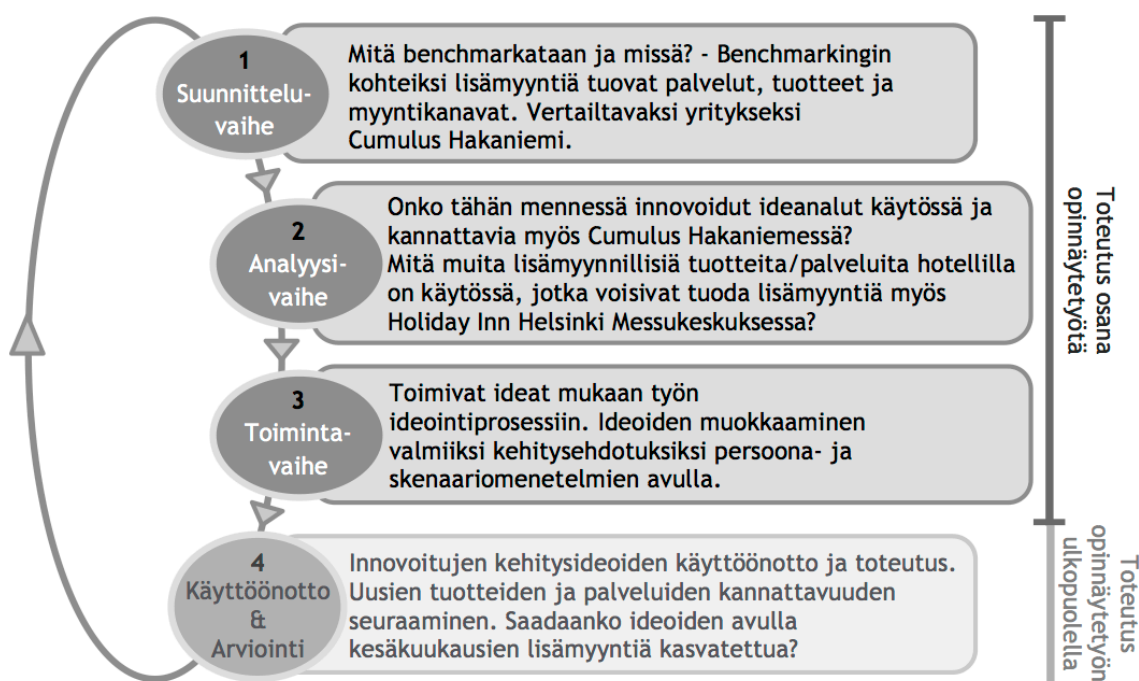 1
Suunnittelu-
vaihe
Mitä benchmarkataan ja missä? - Benchmarkingin
kohteiksi lisämyyntiä tuovat palvelut, tuotteet ja
myyntikanavat. Vertailtavaksi yritykseksi
Cumulus Hakaniemi.
2
Analyysi-
vaihe
Onko tähän mennessä innovoidut ideanalut käytössä ja
kannattavia myös Cumulus Hakaniemessä?
Mitä muita lisämyynnillisiä tuotteita/palveluita hotellilla
on käytössä, jotka voisivat tuoda lisämyyntiä myös
Holiday Inn Helsinki Messukeskuksessa?
3
Toiminta-
vaihe
Toimivat ideat mukaan työn
ideointiprosessiin. Ideoiden muokkaaminen
valmiiksi kehitysehdotuksiksi persoona- ja
skenaariomenetelmien avulla.
Toteutus osana
opinnäytetyötä
4
Käyttöönotto
&
Arviointi
Innovoitujen kehitysideoiden käyttöönotto ja toteutus.
Uusien tuotteiden ja palveluiden kannattavuuden
seuraaminen. Saadaanko ideoiden avulla
kesäkuukausien lisämyyntiä kasvatettua?
Toteutus
opinnäytetyön
ulkopuolella